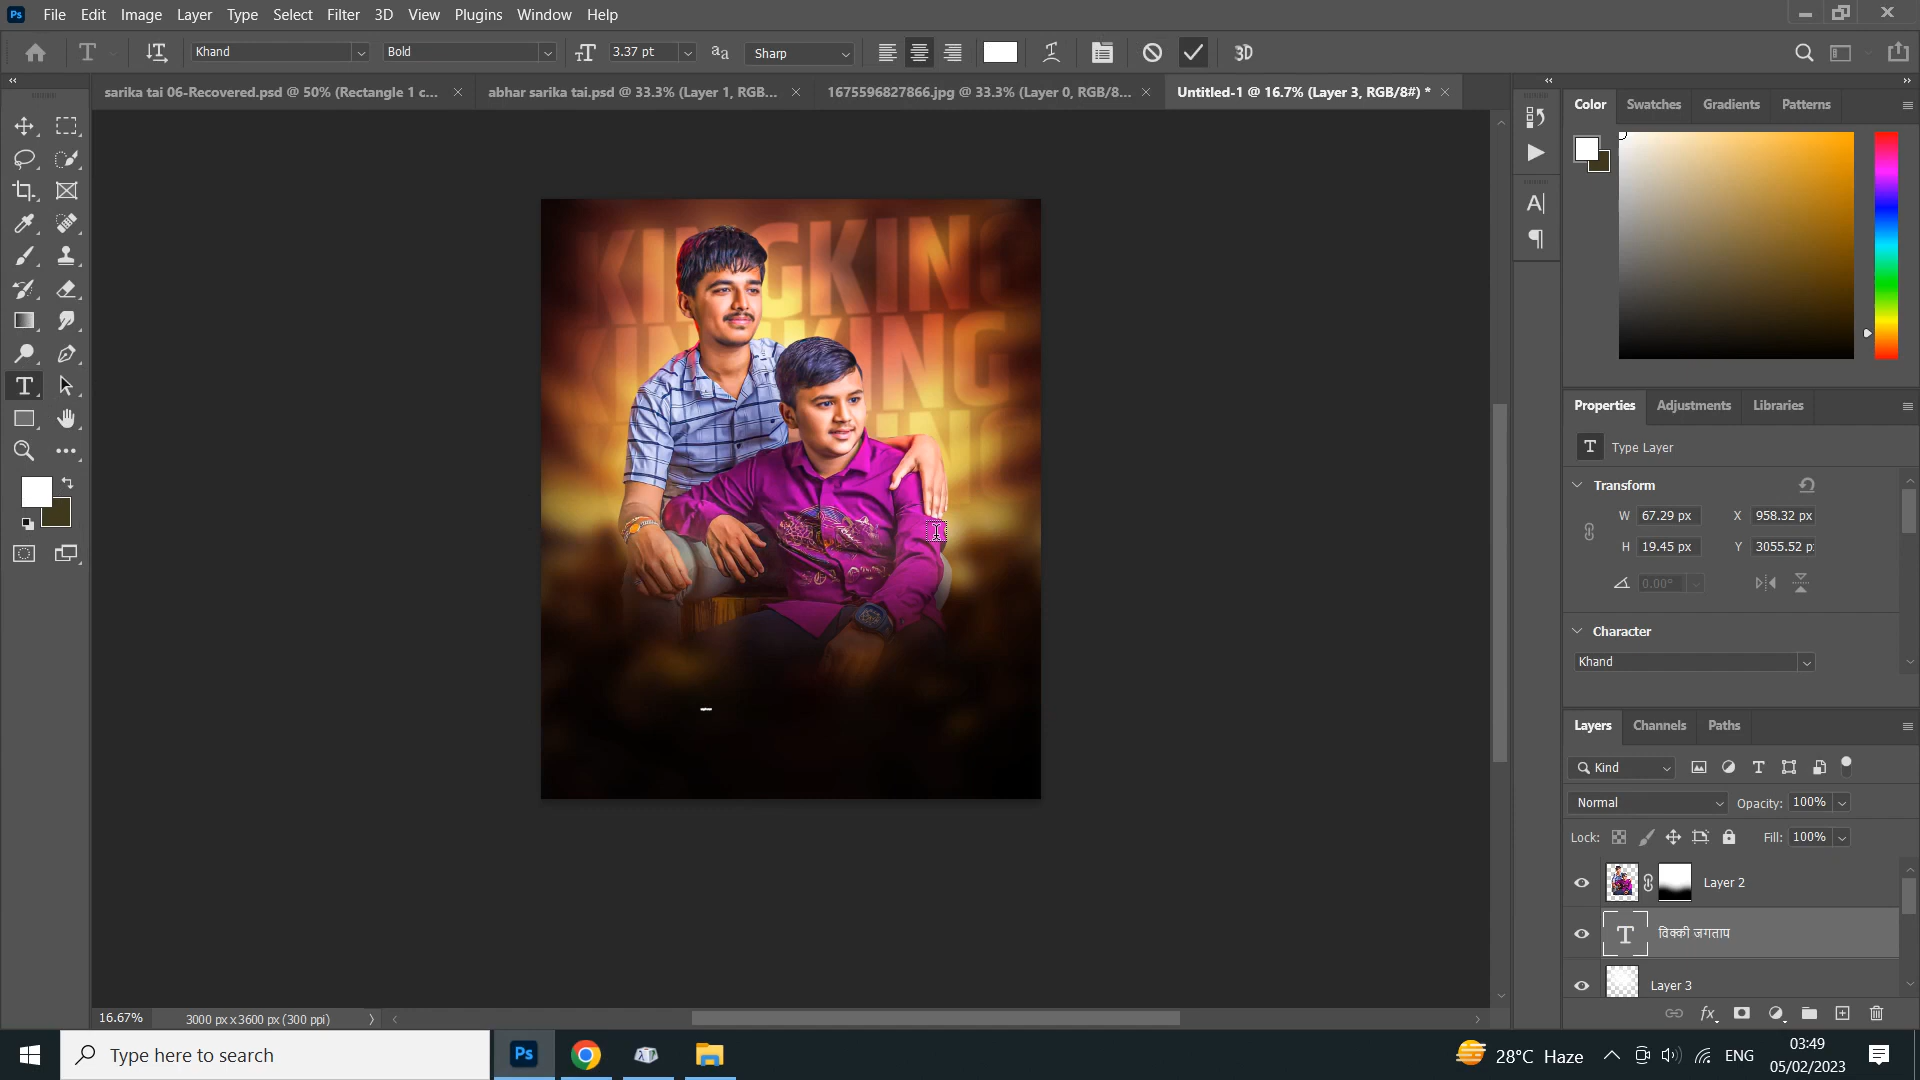 File Edit Image Layer Type Select Filter 3D View Plugins Window Help
Khand Bold 3.37 pt Sharp 3D
sarika tai 06-Recovered.psd @ 50% (Rectangle 1 c... abhar sarika tai.psd @ 33.3% (Layer 1, RGB... 1675596827866.jpg @ 33.3% (Layer 0, RGB/8... Untitled-1 @ 16.7% (Layer 3, RGB/8#) *
Color Swatches Gradients Patterns
KINGKING
KINGKING
Properties Adjustments Libraries
Type Layer
Transform
W 67.29 px X 958.32 px
H 19.45 px Y 3055.52 p
0.00°
Character
Khand
Layers Channels Paths
Kind
Normal Opacity: 100%
Lock: Fill: 100%
Layer 2
विक्की जगताप
Layer 3
16.67% 3000 px x 3600 px (300 ppi)
Type here to search
28°C Haze ENG 03:49
05/02/2023